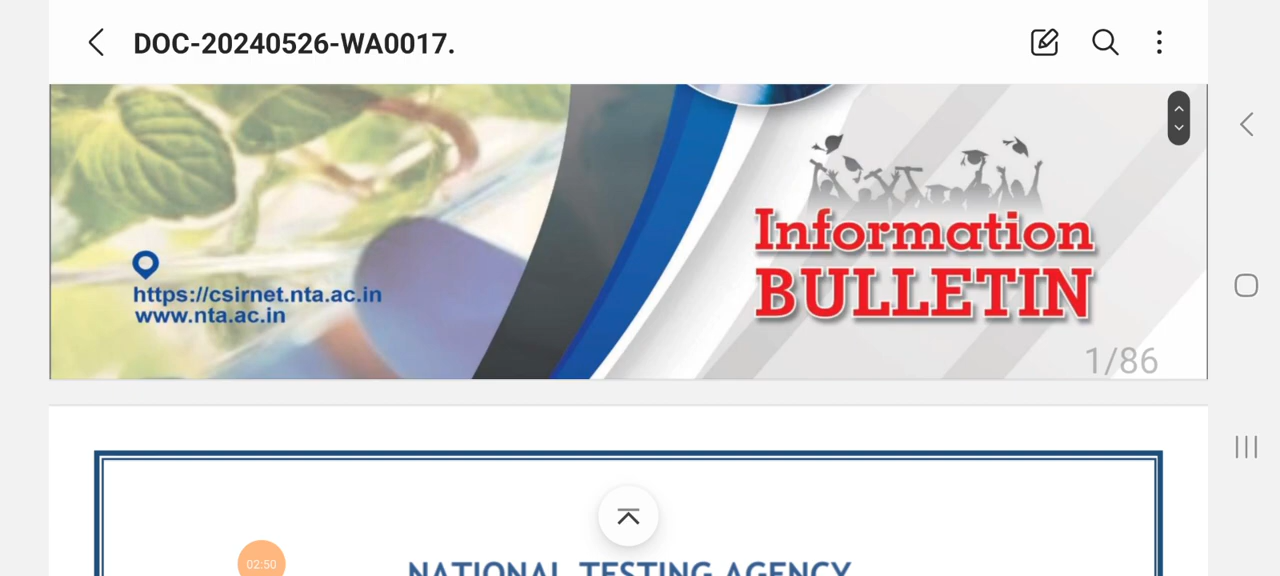 DOC-20240526-WA0017.
https://csirnet.nta.ac.in
www.nta.ac.in
Information
BULLETIN
1/86
NATIONAL TESTING AGENCY
02:50